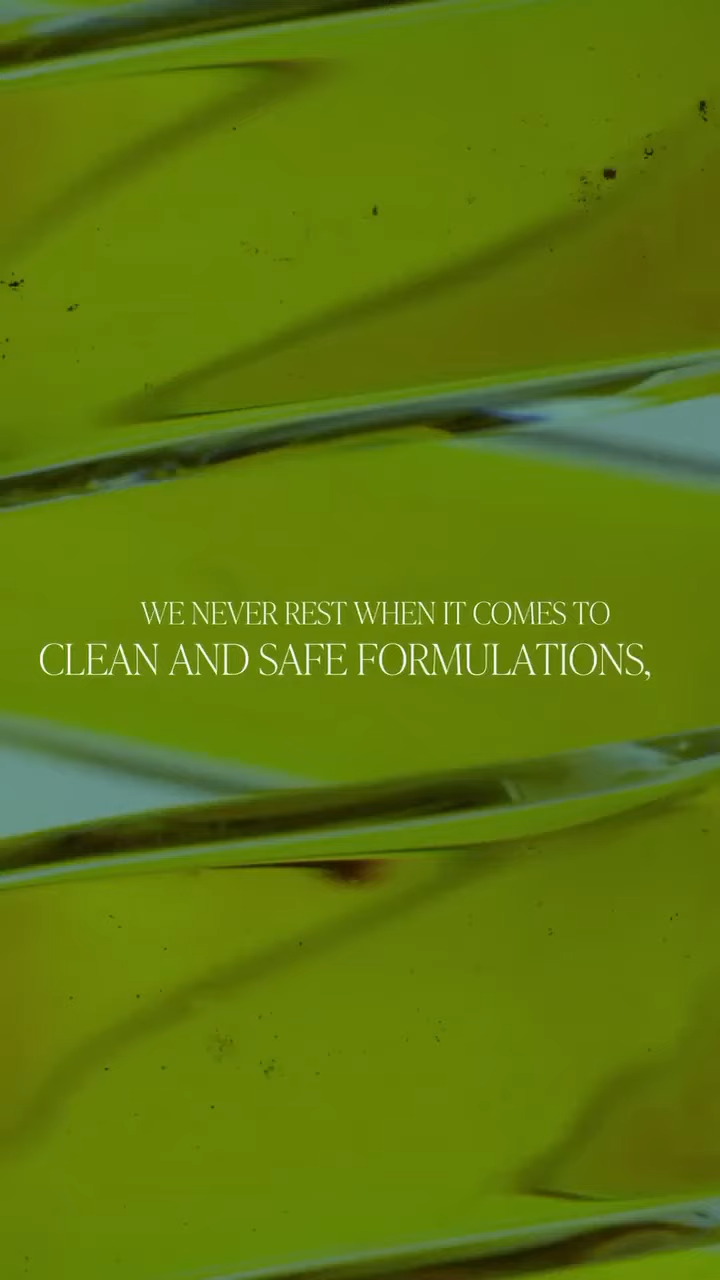 WE NEVER REST WHEN IT COMES TO
CLEAN AND SAFE FORMULATIONS,